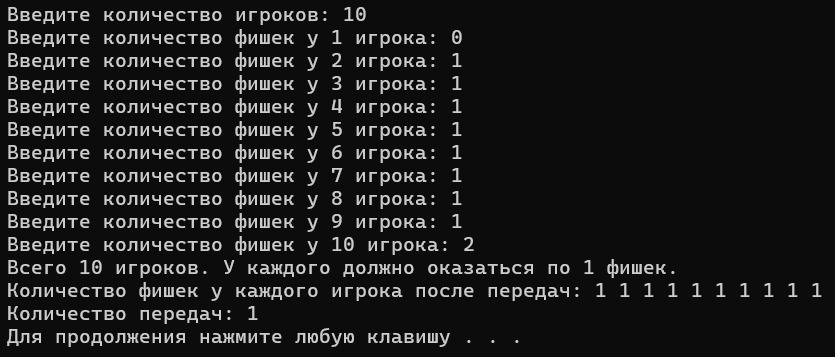 Введите количество игроков: 10
Введите количество фишек у 1 игрока: 0
Введите количество фишек у 2 игрока: 1
Введите количество фишек у 3 игрока: 1
Введите количество фишек у 4 игрока: 1
Введите количество фишек у 5 игрока: 1
Введите количество фишек у 6 игрока: 1
Введите количество фишек у 7 игрока: 1
Введите количество фишек у 8 игрока: 1
Введите количество фишек у 9 игрока: 1
Введите количество фишек у 10 игрока: 2
Всего 10 игроков. У каждого должно оказаться по 1 фишек.
Количество фишек у каждого игрока после передач: 1 1 1 1 1 1 1 1 1 1
Количество передач: 1
Для продолжения нажмите любую клавишу . . .